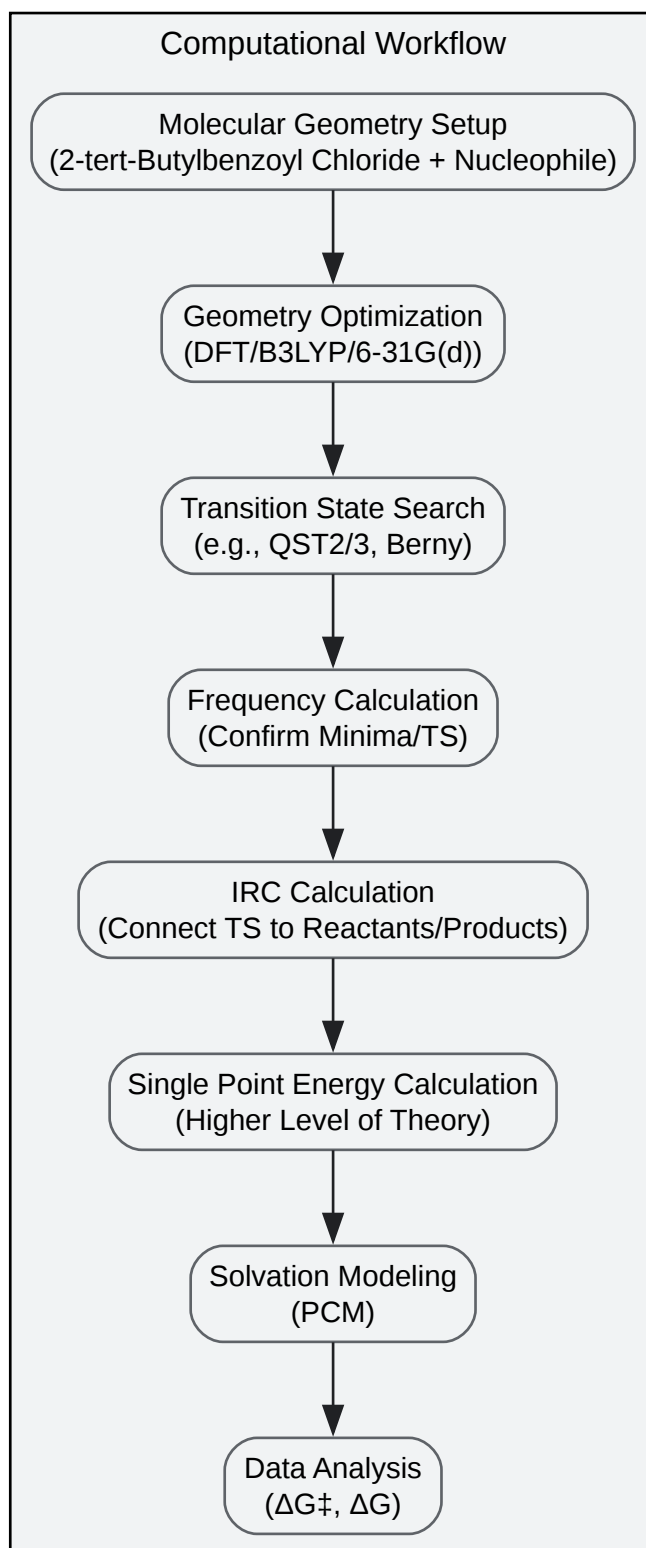 Computational Workflow
Molecular Geometry Setup
(2-tert-Butylbenzoyl Chloride + Nucleophile)
Geometry Optimization
(DFT/B3LYP/6-31G(d))
Transition State Search
(e.g., QST2/3, Berny)
Frequency Calculation
(Confirm Minima/TS)
IRC Calculation
(Connect TS to Reactants/Products)
Single Point Energy Calculation
(Higher Level of Theory)
Solvation Modeling
(PCM)
Data Analysis
(ΔG‡, ΔG)